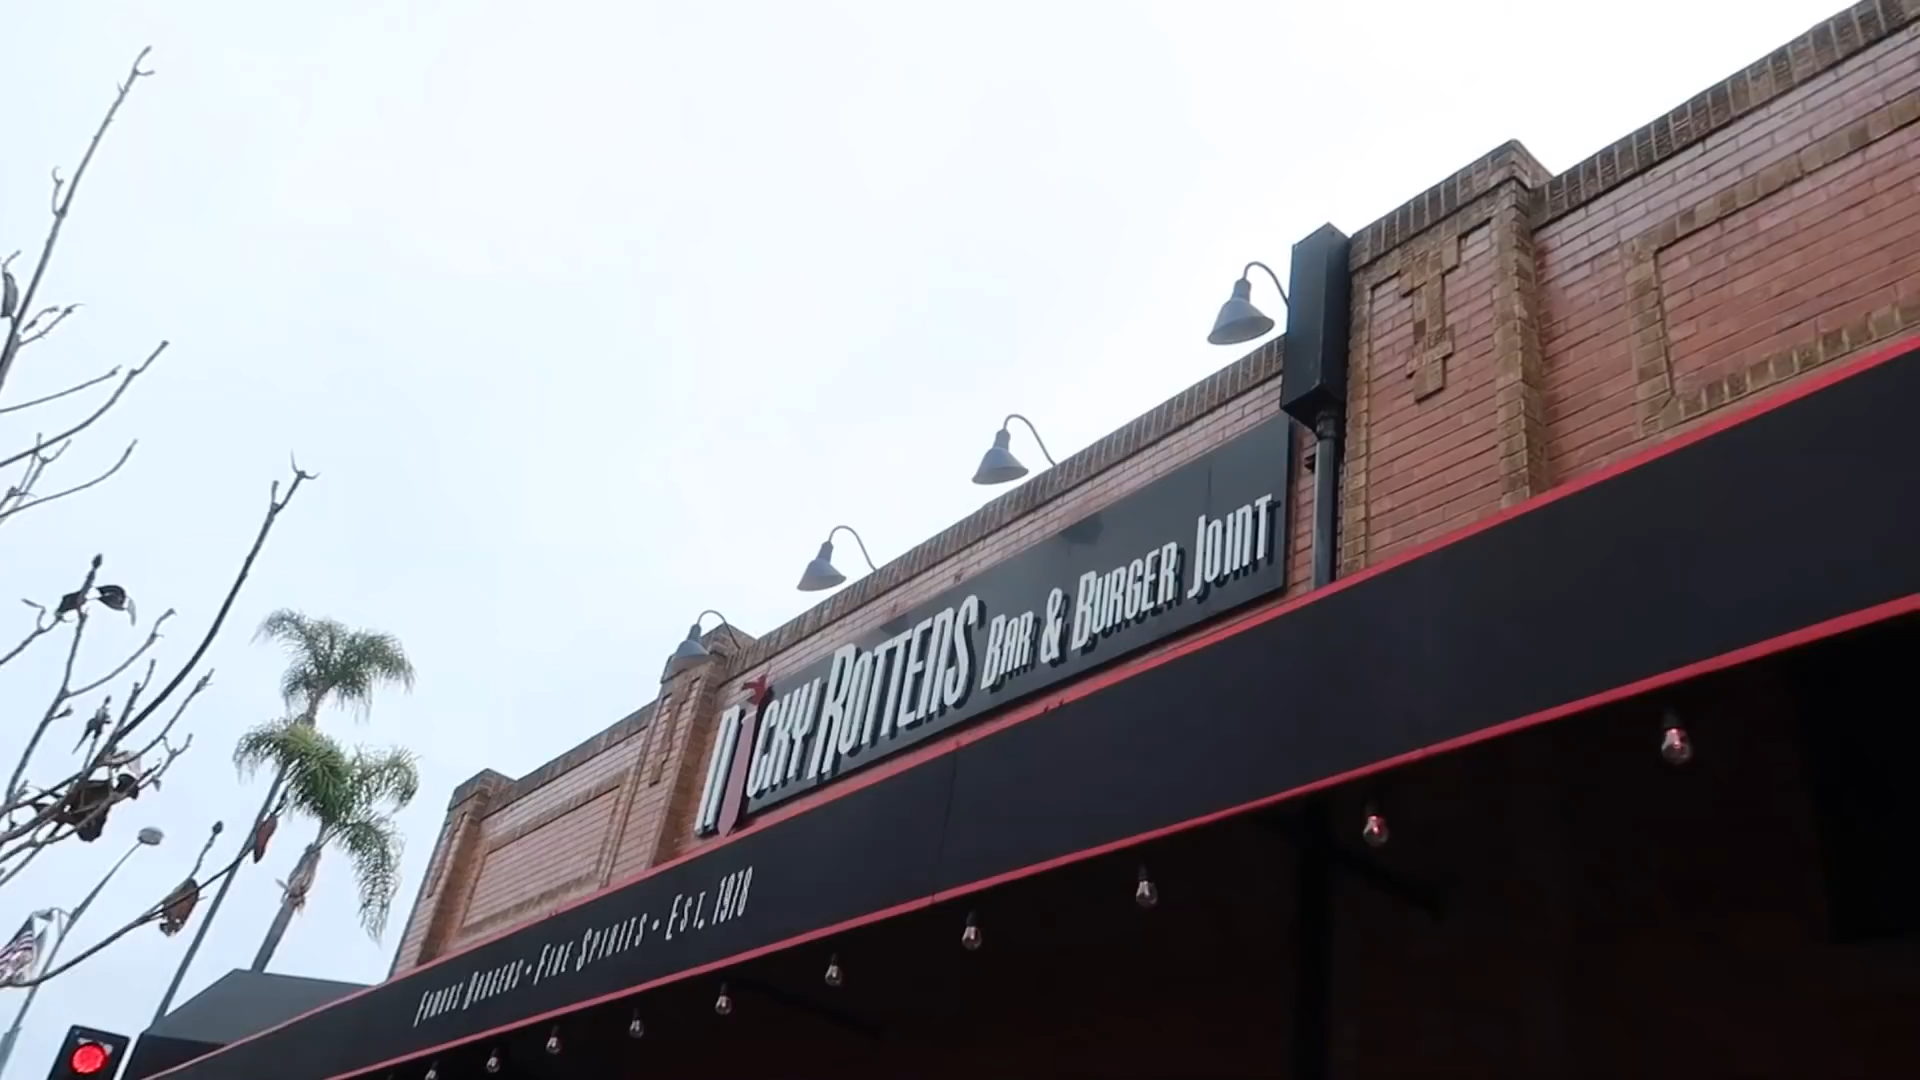 NICKY ROTTENS BAR & BURGER JOINT
FAMOUS BURGERS • FINE SPIRITS • EST. 1978